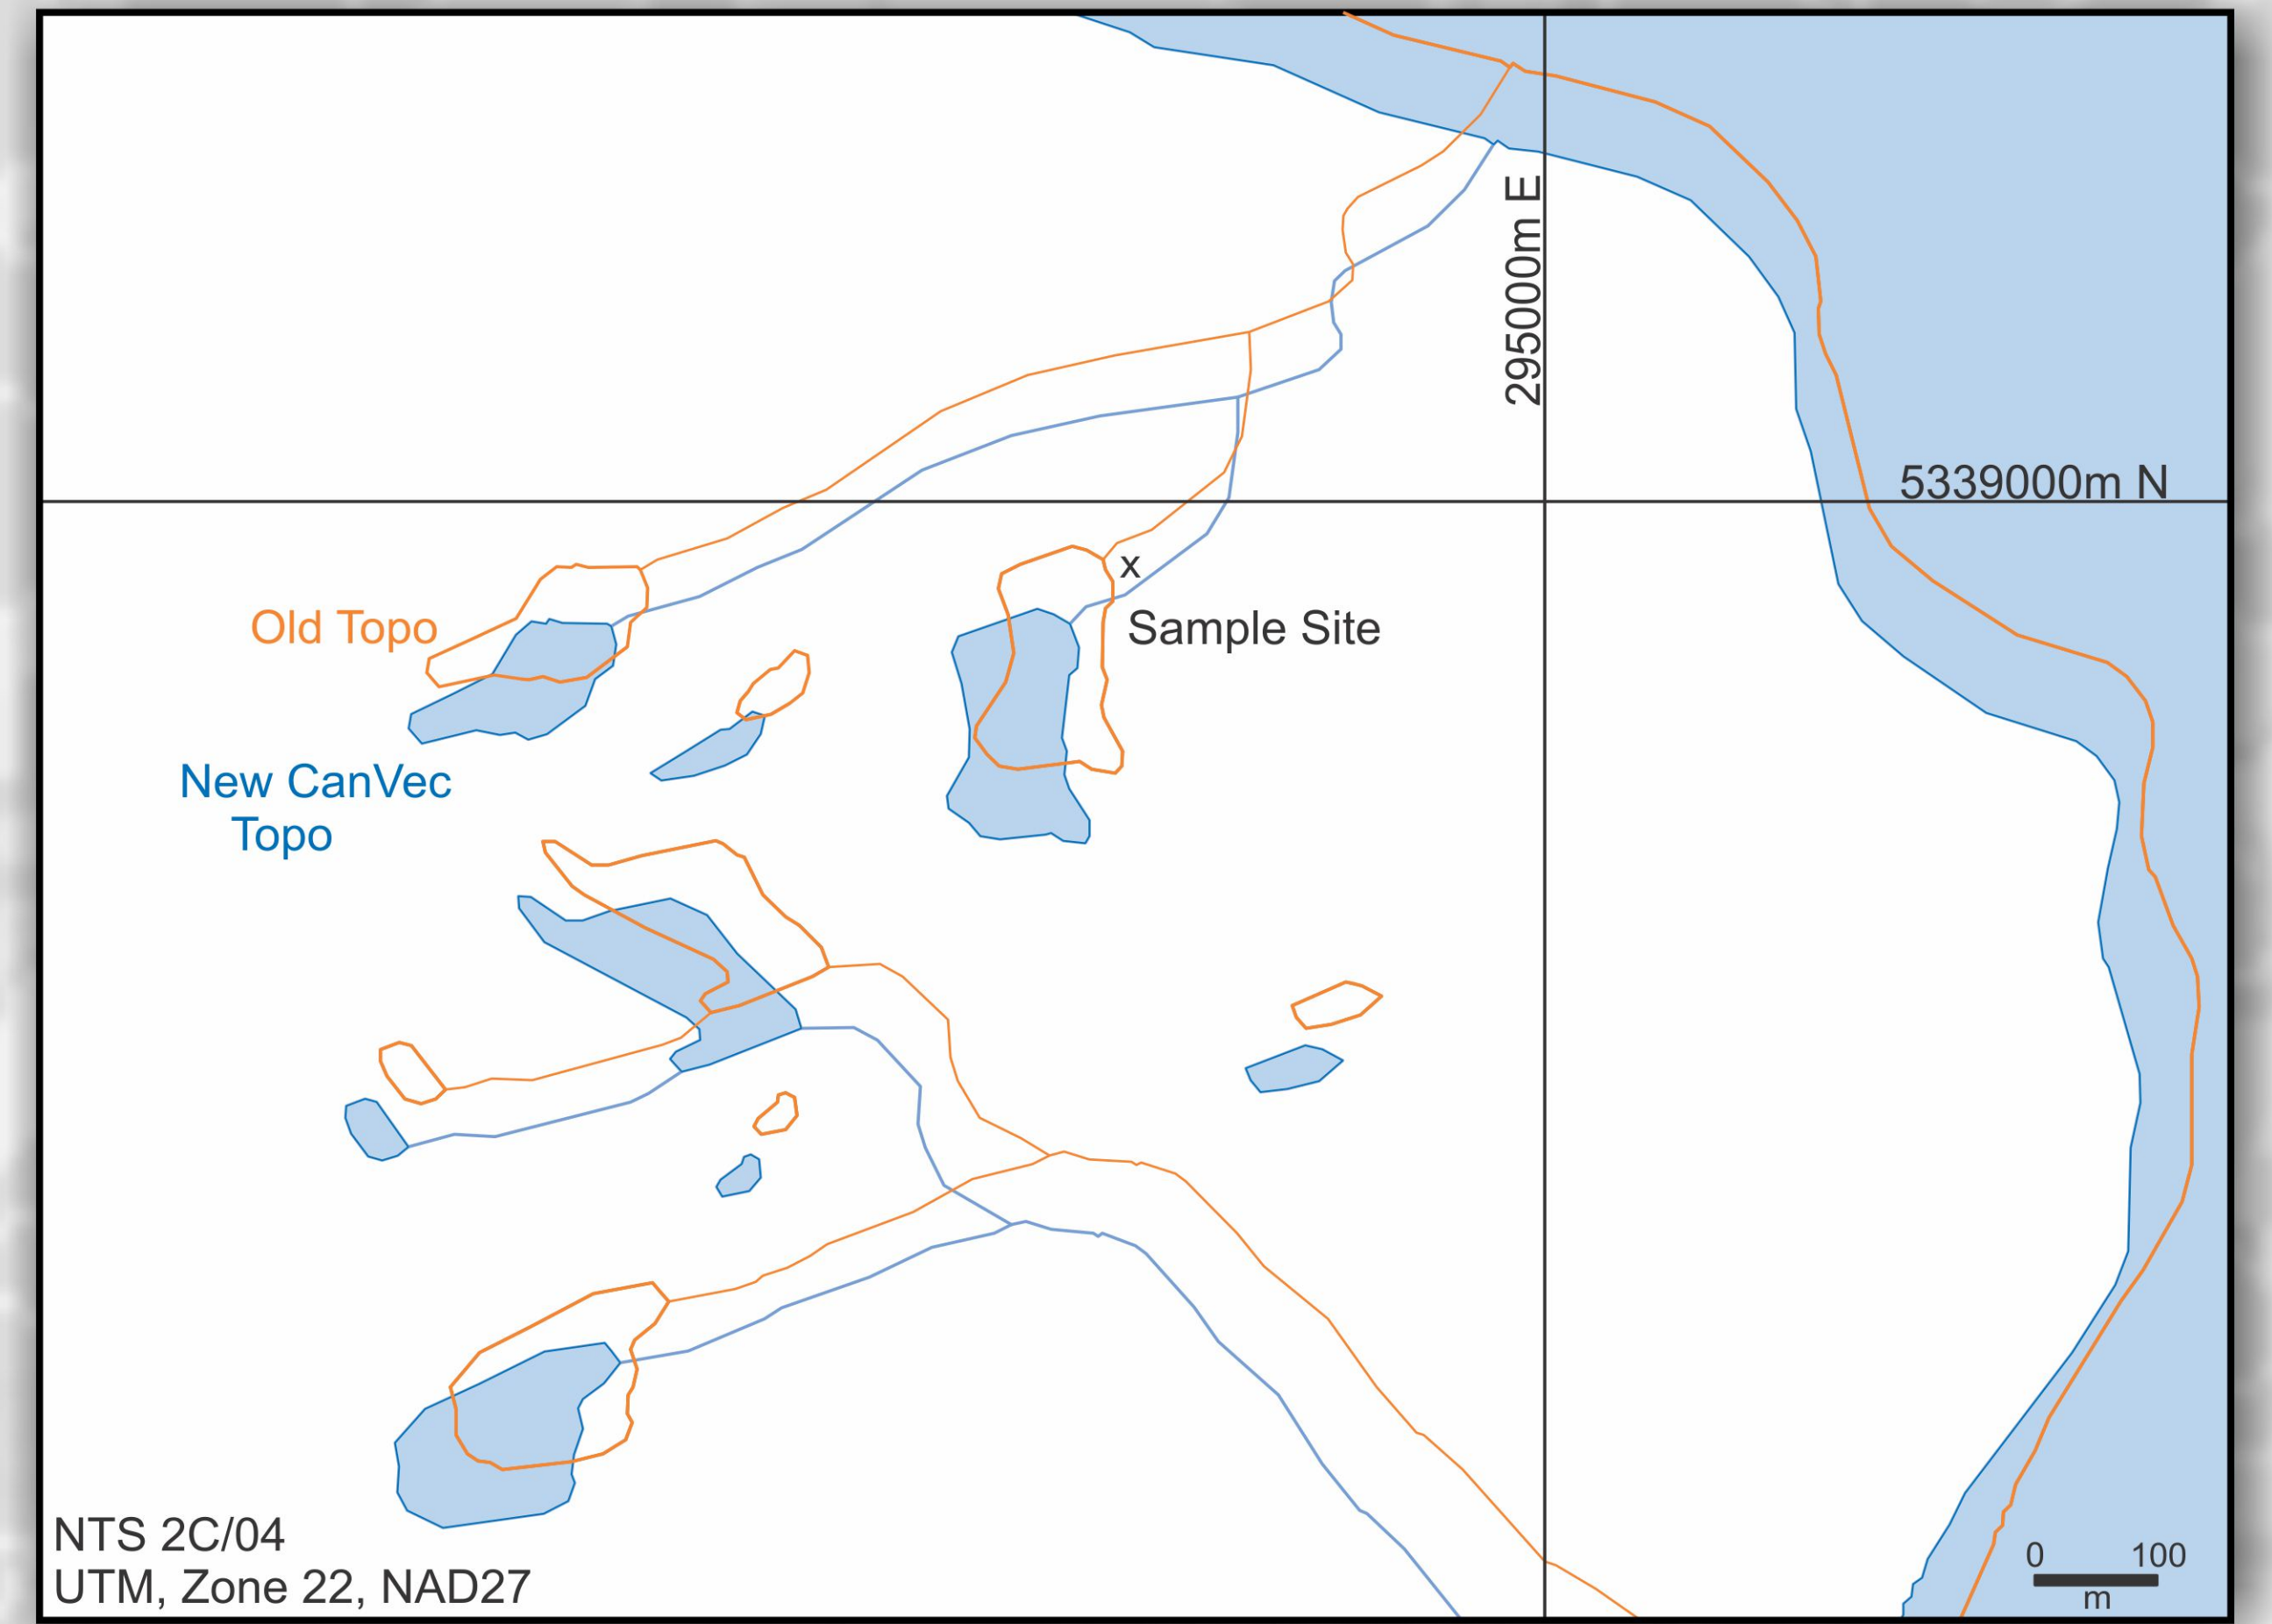 295000m E
5339000m N
x
Old Topo
Sample Site
New CanVec
Topo
NTS 2C/04
UTM, Zone 22, NAD27
0 100
m